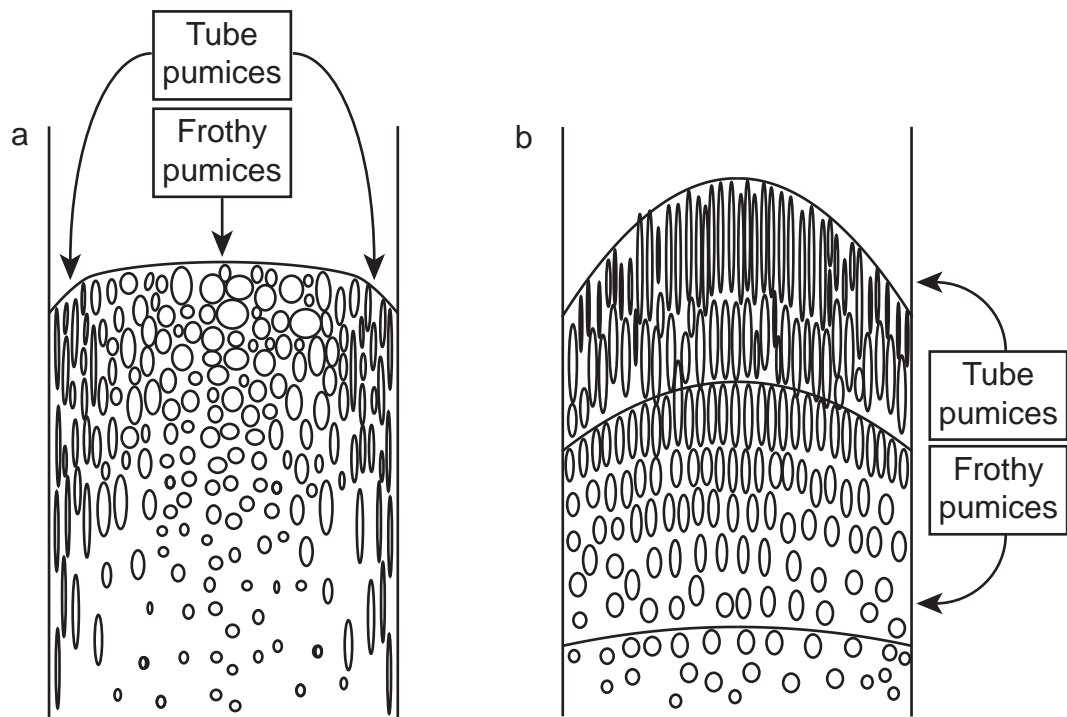 Tube
pumices
Frothy
pumices
a
b
Tube
pumices
Frothy
pumices